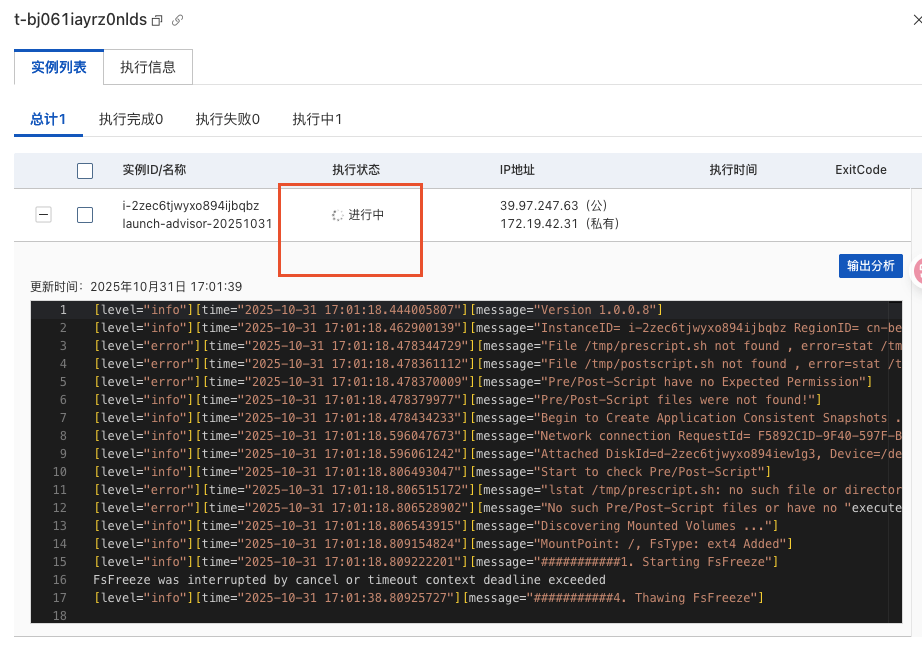 t-bj061iayrz0nlds
实例列表 执行信息
总计1 执行完成0 执行失败0 执行中1
实例ID/名称 执行状态 IP地址 执行时间 ExitCode
i-2zec6tjwyxo894ijbqbz
launch-advisor-20251031
进行中
39.97.247.63（公）
172.19.42.31（私有）
输出分析
更新时间： 2025年10月31日 17:01:39
1 [level="info"][time="2025-10-31 17:01:18.444005807"][message="Version 1.0.0.8"]
2 [level="info"][time="2025-10-31 17:01:18.462900139"][message="InstanceID= i-2zec6tjwyxo894ijbqbz RegionID= cn-be
3 [level="error"][time="2025-10-31 17:01:18.478344729"][message="File /tmp/prescript.sh not found , error=stat /tm
4 [level="error"][time="2025-10-31 17:01:18.478361112"][message="File /tmp/postscript.sh not found , error=stat /t
5 [level="error"][time="2025-10-31 17:01:18.478370009"][message="Pre/Post-Script have no Expected Permission"]
6 [level="info"][time="2025-10-31 17:01:18.478379977"][message="Pre/Post-Script files were not found!"]
7 [level="info"][time="2025-10-31 17:01:18.478434233"][message="Begin to Create Application Consistent Snapshots .
8 [level="info"][time="2025-10-31 17:01:18.596047673"][message="Network connection RequestId= F5892C1D-9F40-597F-B
9 [level="info"][time="2025-10-31 17:01:18.596061242"][message="Attached DiskId=d-2zec6tjwyxo894iew1g3, Device=/de
10 [level="info"][time="2025-10-31 17:01:18.806493047"][message="Start to check Pre/Post-Script"]
11 [level="error"][time="2025-10-31 17:01:18.806515172"][message="lstat /tmp/prescript.sh: no such file or director
12 [level="error"][time="2025-10-31 17:01:18.806528902"][message="No such Pre/Post-Script files or have no "execute
13 [level="info"][time="2025-10-31 17:01:18.806543915"][message="Discovering Mounted Volumes ..."]
14 [level="info"][time="2025-10-31 17:01:18.809154824"][message="MountPoint: /, FsType: ext4 Added"]
15 [level="info"][time="2025-10-31 17:01:18.809222201"][message="###########1. Starting FsFreeze"]
16 FsFreeze was interrupted by cancel or timeout context deadline exceeded
17 [level="info"][time="2025-10-31 17:01:38.80925727"][message="###########4. Thawing FsFreeze"]
18